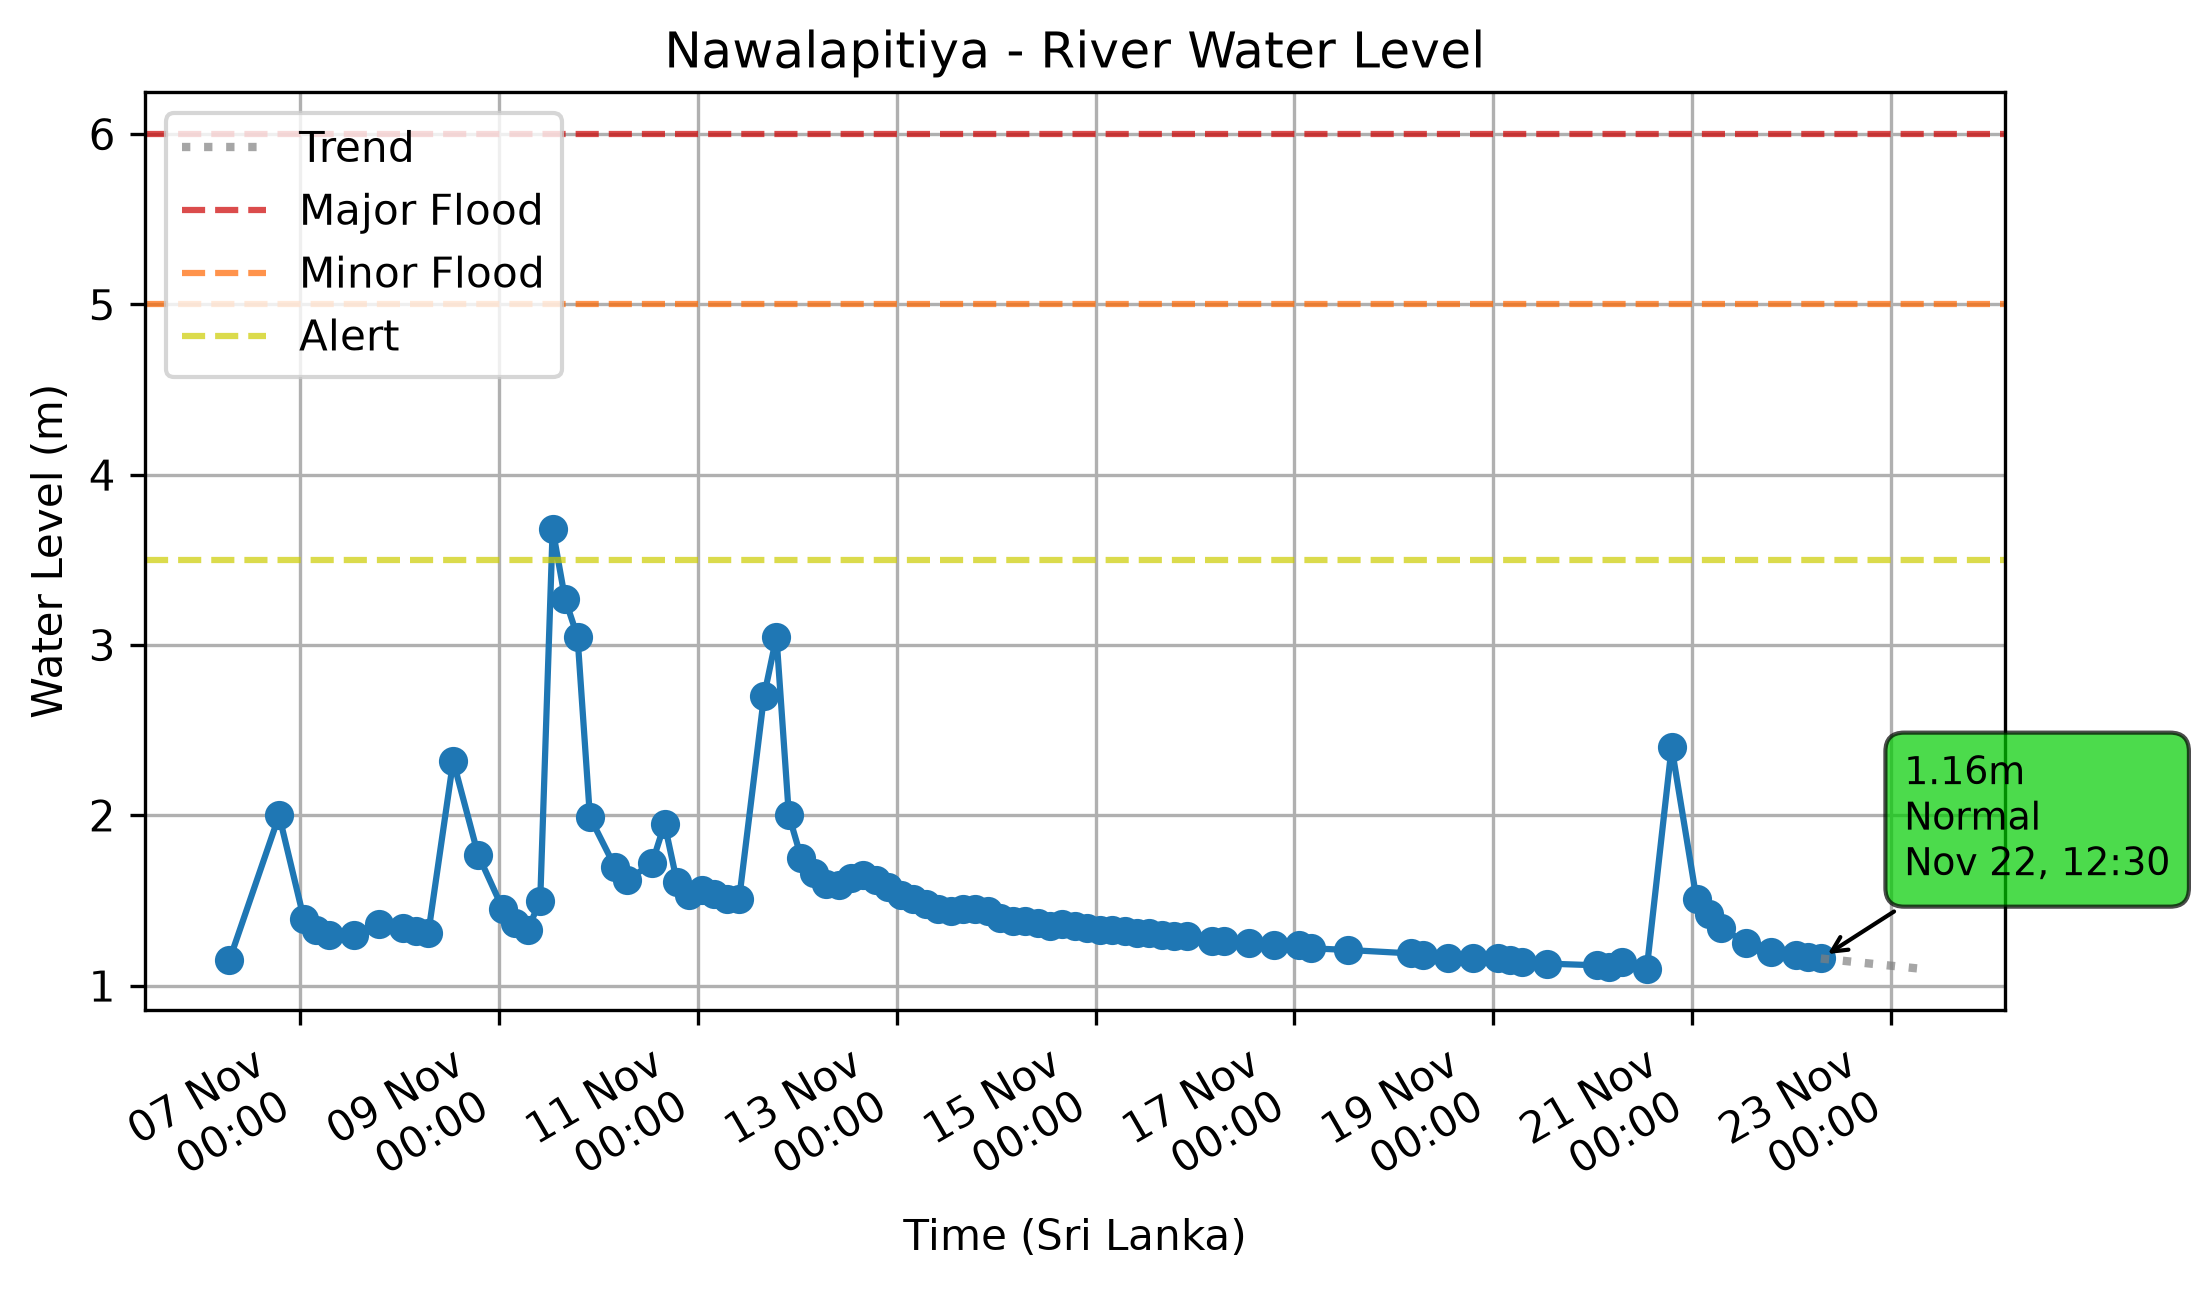 Nawalapitiya - River Water Level
Water Level (m)
6
5
4
3
2
1
Trend
Major Flood
Minor Flood
Alert
1.16m
Normal
Nov 22, 12:30
07 Nov
00:00
09 Nov
00:00
11 Nov
00:00
13 Nov
00:00
15 Nov
00:00
17 Nov
00:00
19 Nov
00:00
21 Nov
00:00
23 Nov
00:00
Time (Sri Lanka)